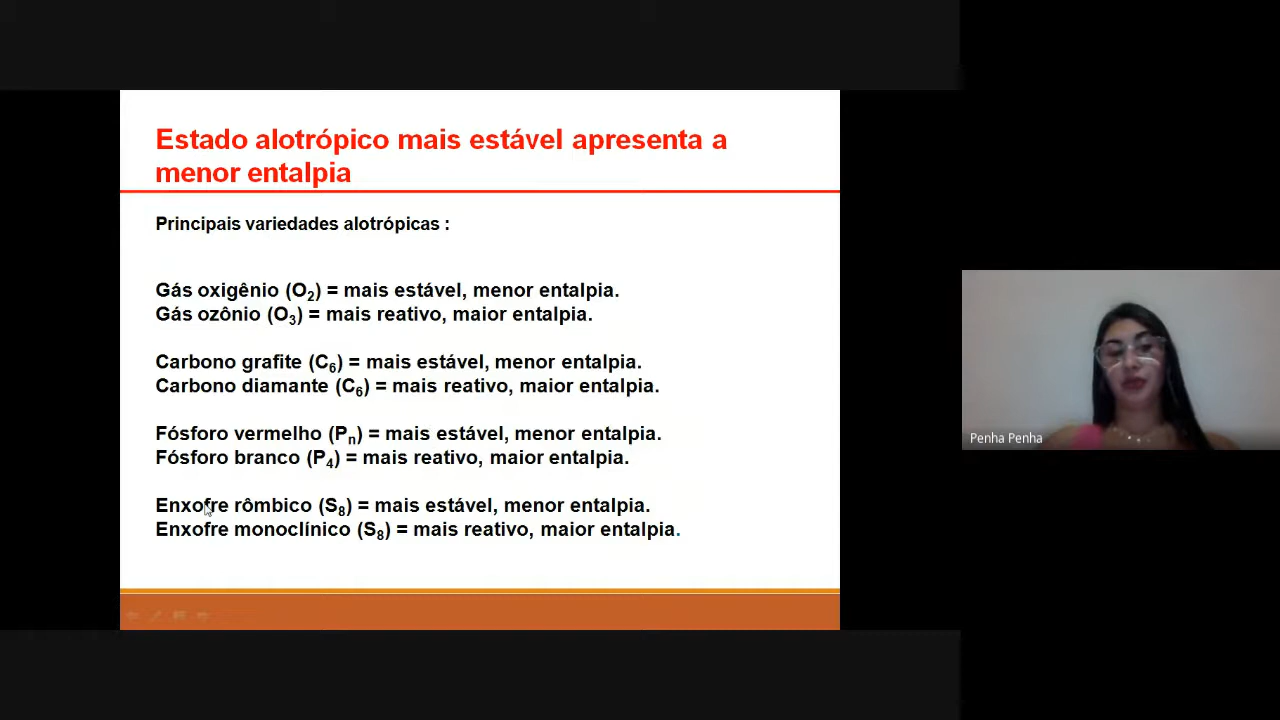 Estado alotrópico mais estável apresenta a
menor entalpia
Principais variedades alotrópicas :
Gás oxigênio (O₂) = mais estável, menor entalpia.
Gás ozônio (O₃) = mais reativo, maior entalpia.
Carbono grafite (C₆) = mais estável, menor entalpia.
Carbono diamante (C₆) = mais reativo, maior entalpia.
Fósforo vermelho (Pₙ) = mais estável, menor entalpia.
Fósforo branco (P₄) = mais reativo, maior entalpia.
Enxofre rômbico (S₈) = mais estável, menor entalpia.
Enxofre monoclínico (S₈) = mais reativo, maior entalpia.
Penha Penha